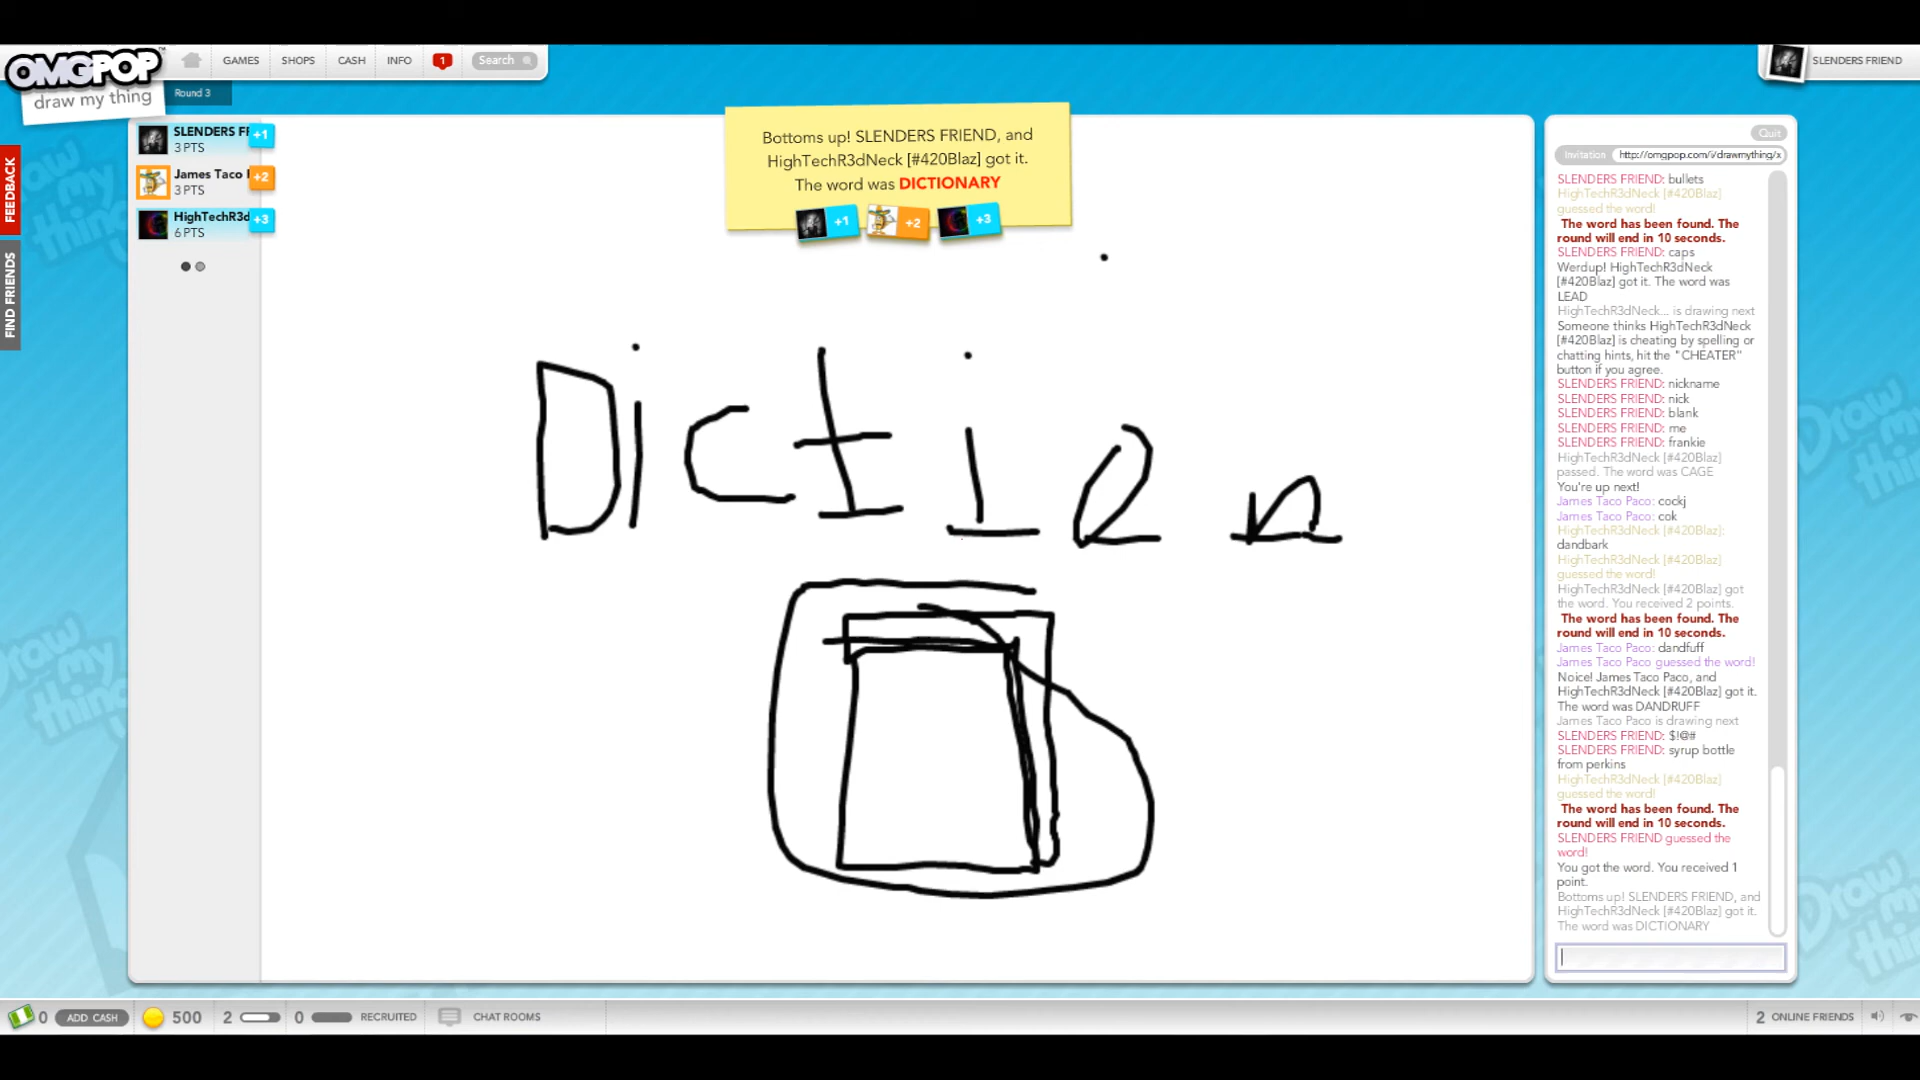 OMGPOP
draw my thing
GAMES
SHOPS
CASH
INFO
1
Search
SLENDERS FRIEND
Round 3
FEEDBACK
FIND FRIENDS
SLENDERS FR +1
3 PTS
James Taco +2
3 PTS
HighTechR3d +3
6 PTS
Bottoms up! SLENDERS FRIEND, and
HighTechR3dNeck [#420Blaz] got it.
The word was DICTIONARY
+1 +2 +3
Quit
Invitation http://omgpop.com/i/drawmything/x
SLENDERS FRIEND: bullets
HighTechR3dNeck [#420Blaz]
guessed the word!
The word has been found. The
round will end in 10 seconds.
SLENDERS FRIEND: caps
Werdup! HighTechR3dNeck
[#420Blaz] got it. The word was
LEAD
HighTechR3dNeck... is drawing next
Someone thinks HighTechR3dNeck
[#420Blaz] is cheating by spelling or
chatting hints, hit the "CHEATER"
button if you agree.
SLENDERS FRIEND: nickname
SLENDERS FRIEND: nick
SLENDERS FRIEND: blank
SLENDERS FRIEND: me
SLENDERS FRIEND: frankie
HighTechR3dNeck [#420Blaz]
passed. The word was CAGE
You're up next!
James Taco Paco: cockj
James Taco Paco: cok
HighTechR3dNeck [#420Blaz]:
dandbark
HighTechR3dNeck [#420Blaz]
guessed the word!
HighTechR3dNeck [#420Blaz] got
the word. You received 2 points.
The word has been found. The
round will end in 10 seconds.
James Taco Paco: dandfuff
James Taco Paco guessed the word!
Noice! James Taco Paco, and
HighTechR3dNeck [#420Blaz] got it.
The word was DANDRUFF
James Taco Paco is drawing next
SLENDERS FRIEND: $!@#
SLENDERS FRIEND: syrup bottle
from perkins
HighTechR3dNeck [#420Blaz]
guessed the word!
The word has been found. The
round will end in 10 seconds.
SLENDERS FRIEND guessed the
word!
You got the word. You received 1
point.
Bottoms up! SLENDERS FRIEND, and
HighTechR3dNeck [#420Blaz] got it.
The word was DICTIONARY
0 ADD CASH 500 2 0 RECRUITED CHAT ROOMS
2 ONLINE FRIENDS